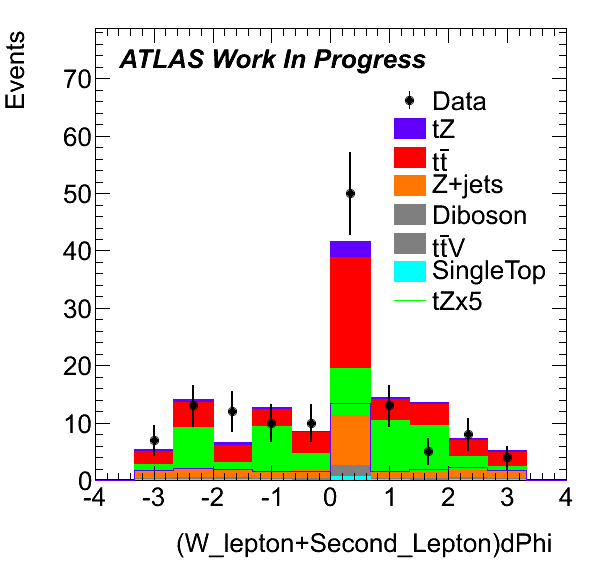 Events
ATLAS Work In Progress
Data
tZ
tt̄
Z+jets
Diboson
tt̄V
SingleTop
tZx5
70
60
50
40
30
20
10
0
-4 -3 -2 -1 0 1 2 3 4
(W_lepton+Second_Lepton)dPhi